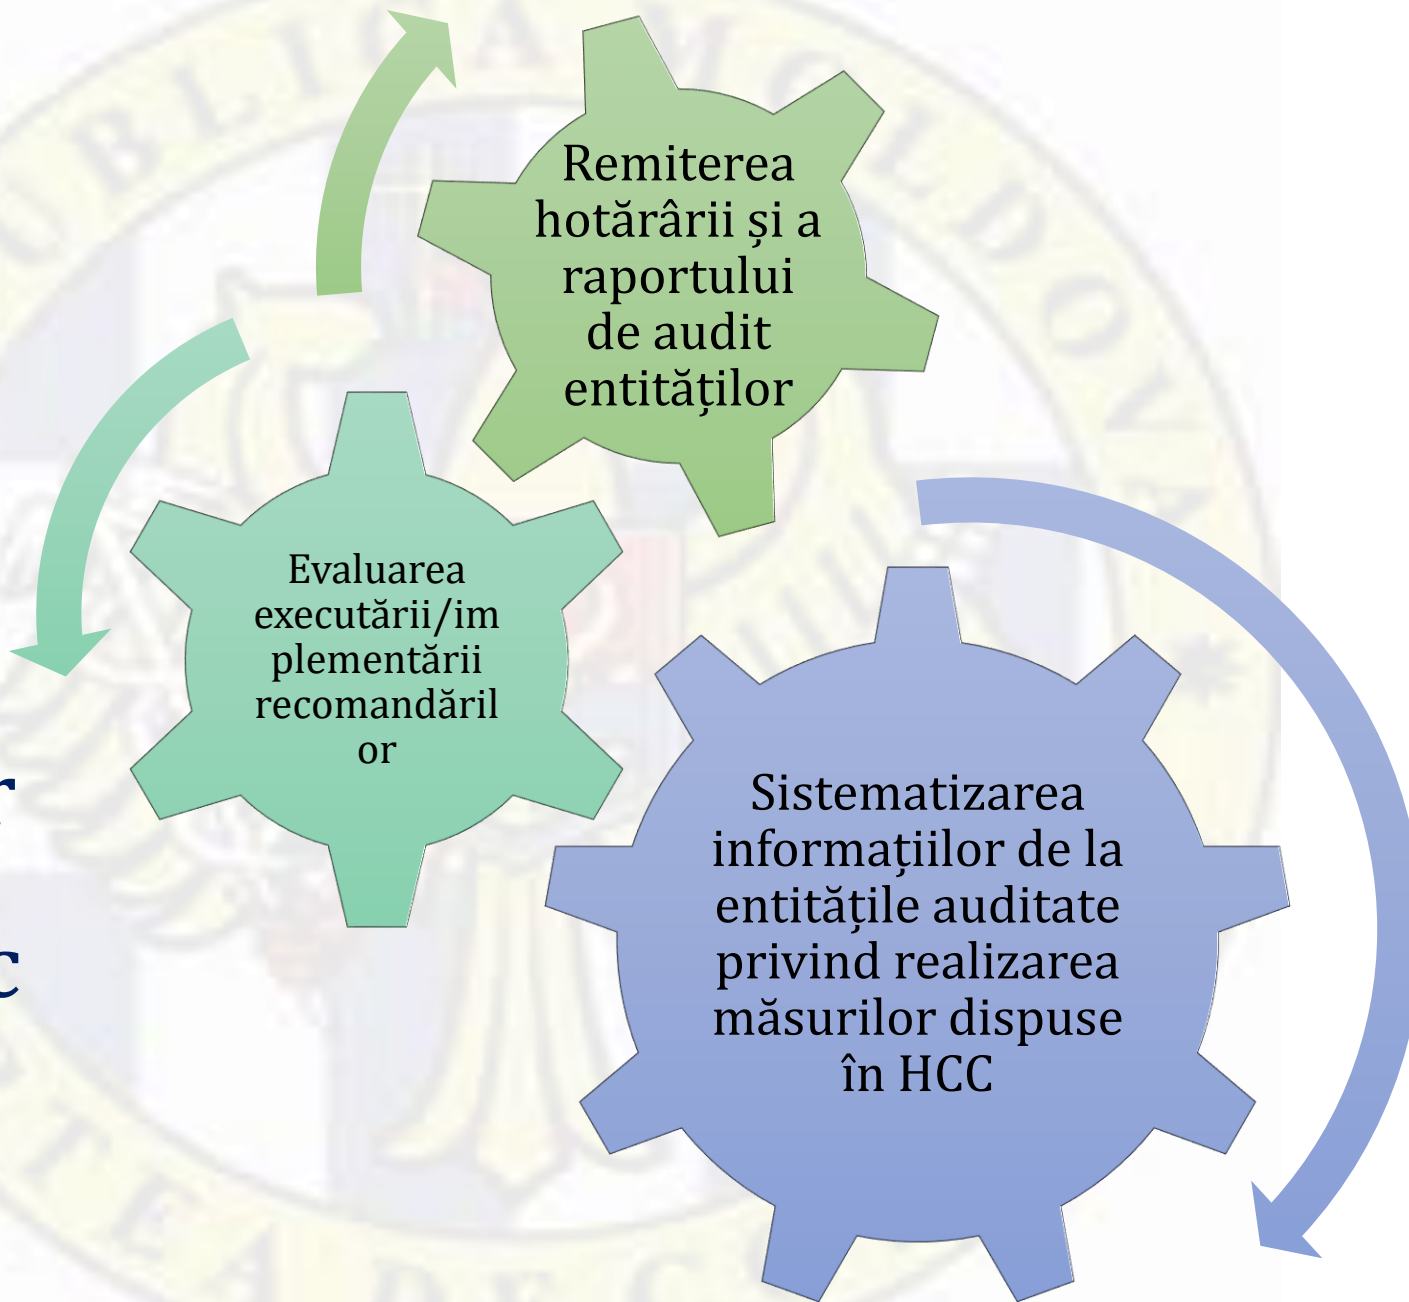 Remiterea
hotărârii și a
raportului
de audit
entităților
Evaluarea
executării/im
plementării
recomandăril
or
Sistematizarea
informațiilor de la
entitățile auditate
privind realizarea
măsurilor dispuse
în HCC